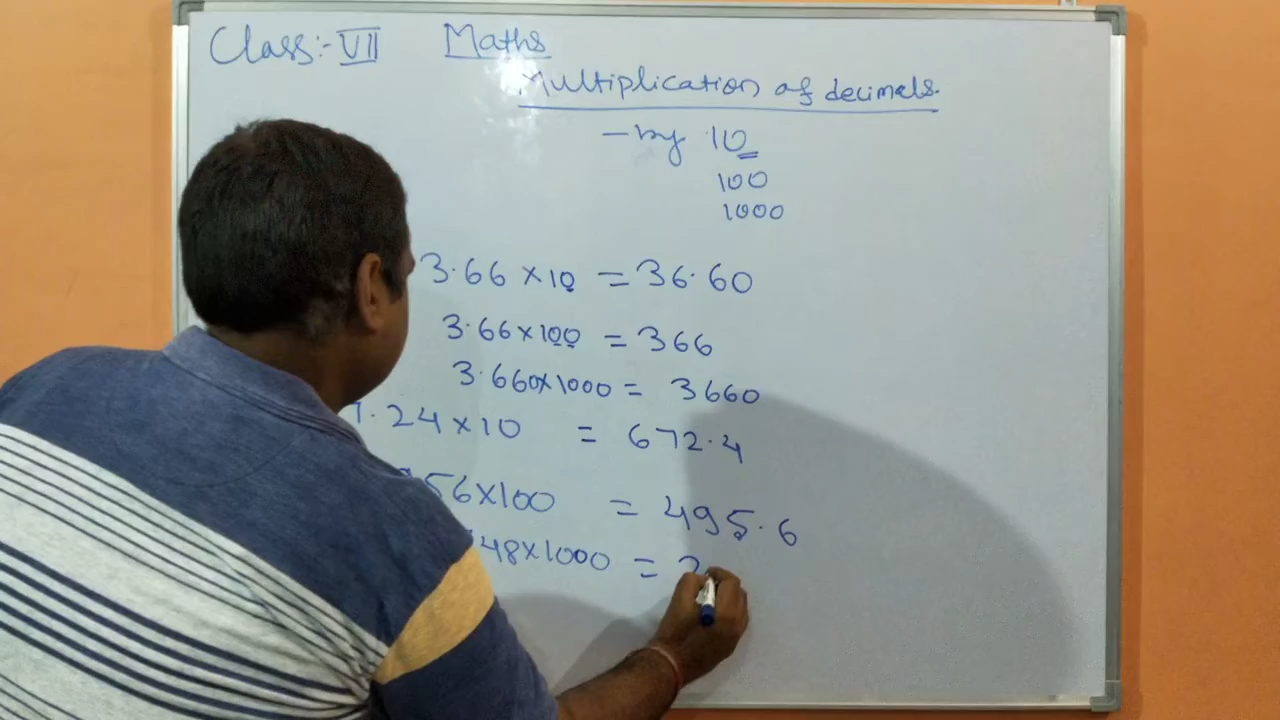 Class:- VII Maths
Multiplication of decimals.
- by 10
100
1000
3.66 × 10 = 36.60
3.66 × 100 = 366
3.660 × 1000 = 3660
7.24 × 10 = 672.4
56 × 100 = 495.6
48 × 1000 =